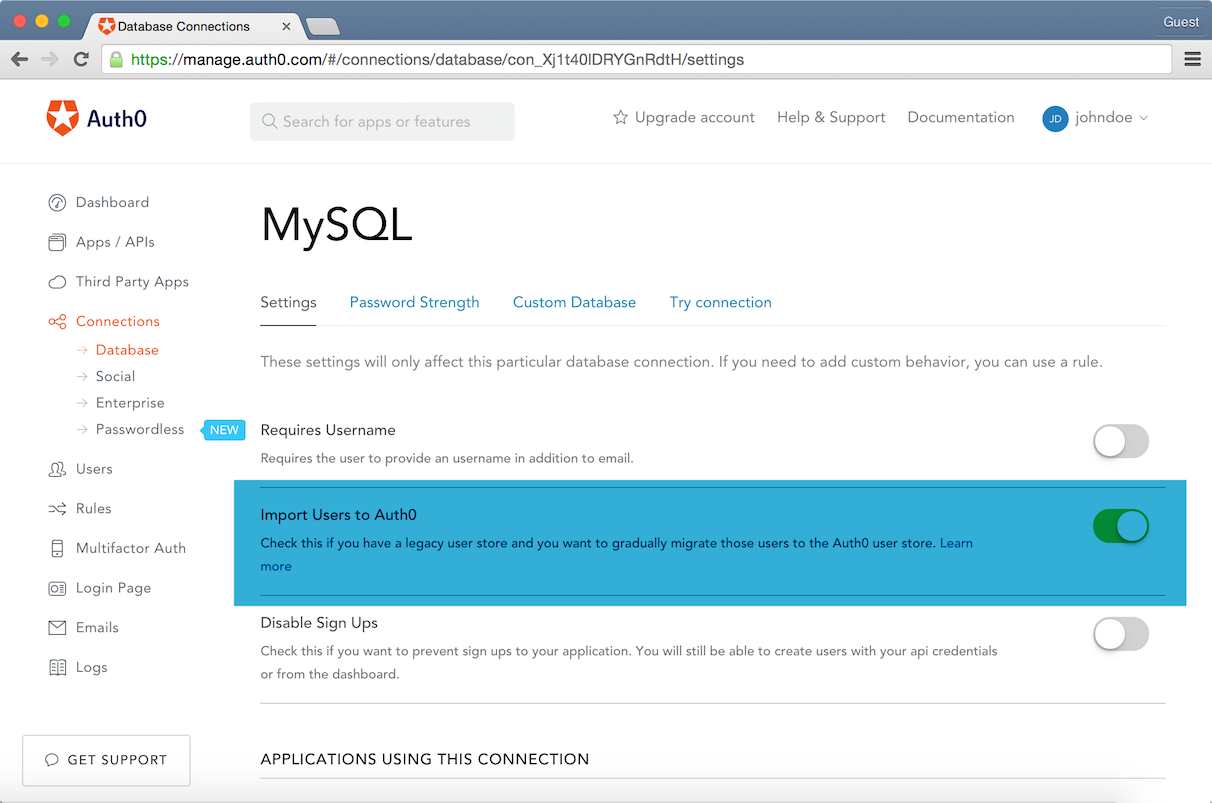 Database Connections
Guest
https://manage.auth0.com/#/connections/database/con_Xj1t40lDRYGnRdtH/settings
Auth0
Search for apps or features
Upgrade account
Help & Support
Documentation
JD
johndoe
Dashboard
Apps / APIs
Third Party Apps
Connections
Database
Social
Enterprise
Passwordless
NEW
Users
Rules
Multifactor Auth
Login Page
Emails
Logs
GET SUPPORT
MySQL
Settings
Password Strength
Custom Database
Try connection
These settings will only affect this particular database connection. If you need to add custom behavior, you can use a rule.
Requires Username
Requires the user to provide an username in addition to email.
Import Users to Auth0
Check this if you have a legacy user store and you want to gradually migrate those users to the Auth0 user store. Learn
more
Disable Sign Ups
Check this if you want to prevent sign ups to your application. You will still be able to create users with your api credentials
or from the dashboard.
APPLICATIONS USING THIS CONNECTION